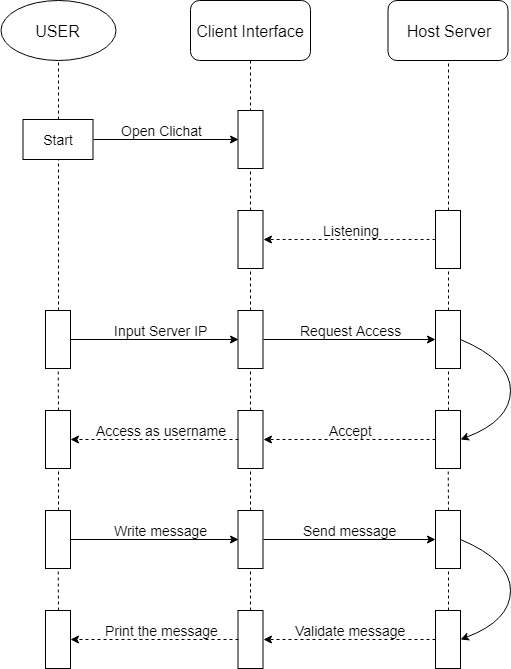 USER
Client Interface
Host Server
Start
Open Clichat
Listening
Input Server IP
Request Access
Access as username
Accept
Write message
Send message
Print the message
Validate message